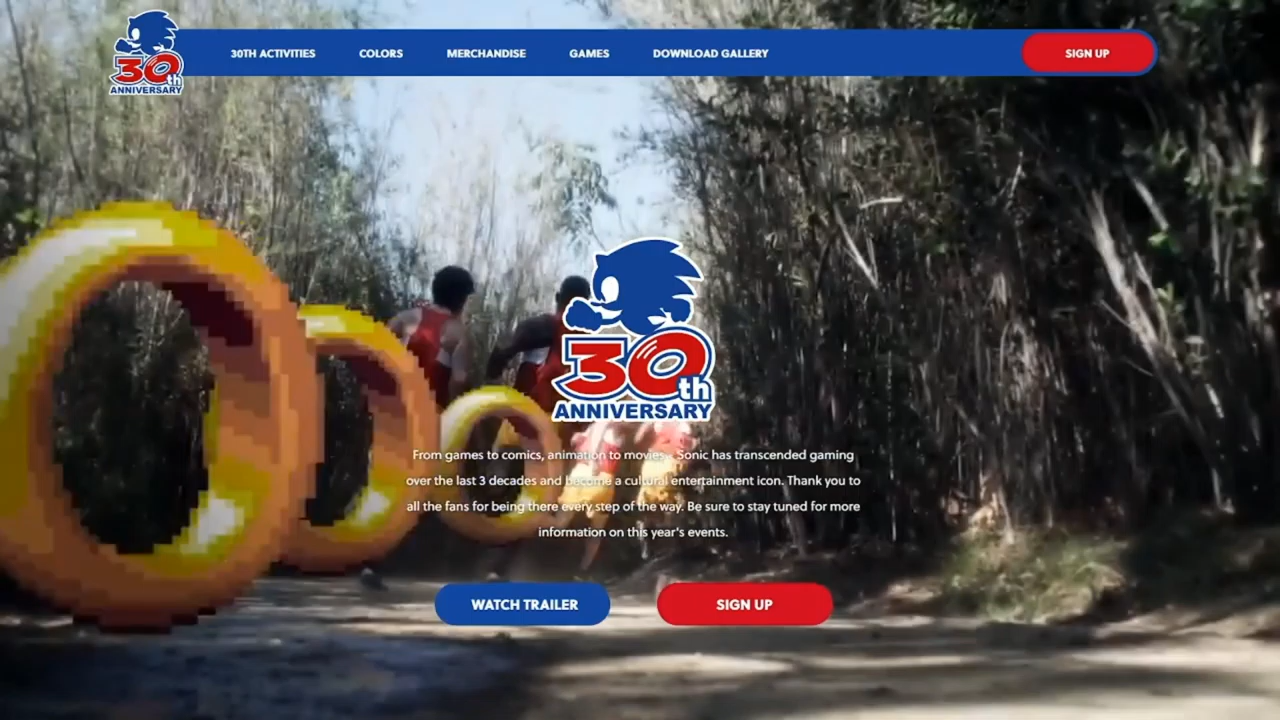 30TH ACTIVITIES COLORS MERCHANDISE GAMES DOWNLOAD GALLERY SIGN UP
30th
ANNIVERSARY
30th
ANNIVERSARY
From games to comics, animation to movies - Sonic has transcended gaming
over the last 3 decades and become a cultural entertainment icon. Thank you to
all the fans for being there every step of the way. Be sure to stay tuned for more
information on this year's events.
WATCH TRAILER SIGN UP